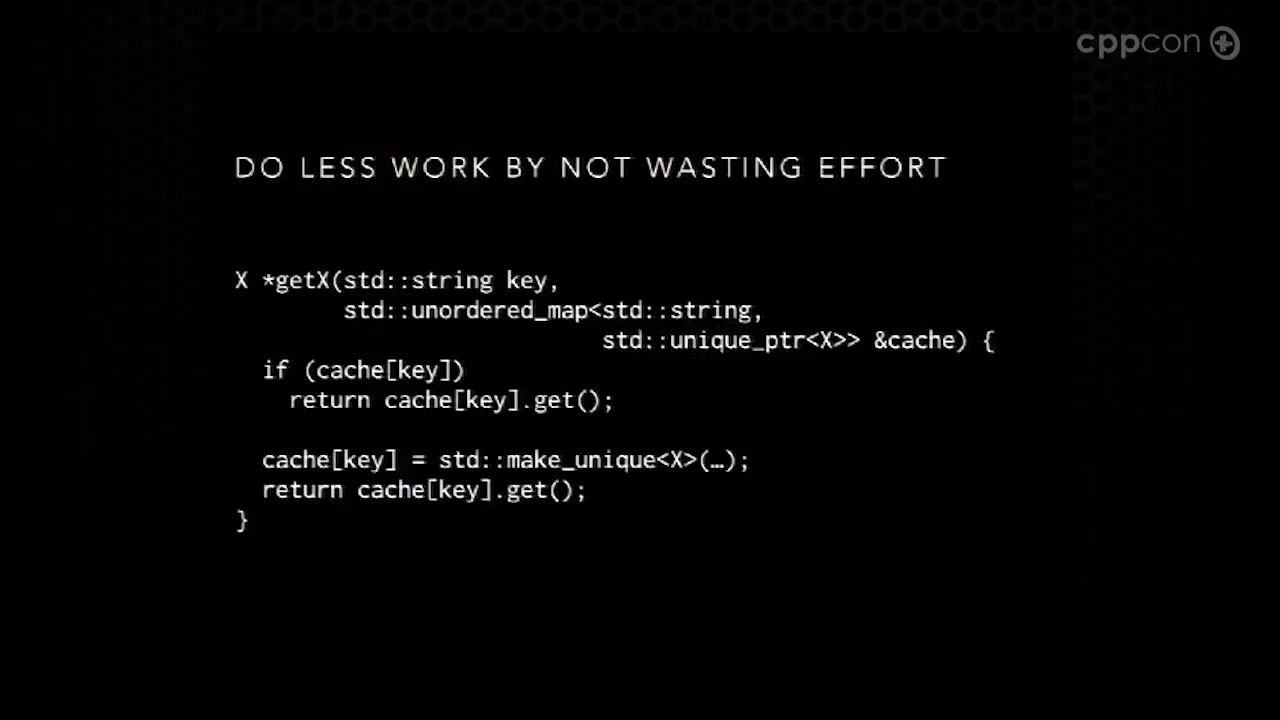 cppcon
DO LESS WORK BY NOT WASTING EFFORT
X *getX(std::string key,
        std::unordered_map<std::string,
                           std::unique_ptr<X>> &cache) {
  if (cache[key])
    return cache[key].get();

  cache[key] = std::make_unique<X>(…);
  return cache[key].get();
}